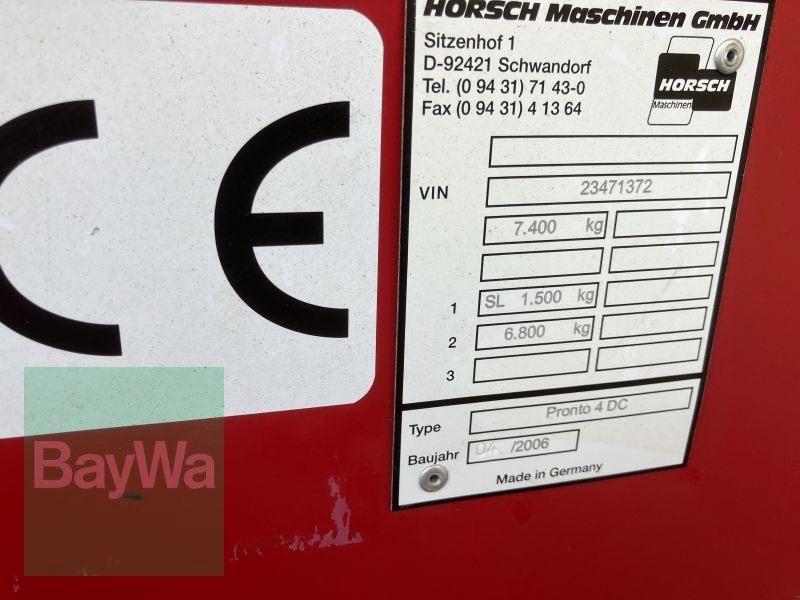 HORSCH Maschinen GmbH
Sitzenhof 1
D-92421 Schwandorf
Tel. (0 94 31) 71 43-0
Fax (0 94 31) 4 13 64
HORSCH
Maschinen
CE
VIN 23471372
7.400 kg
1 SL 1.500 kg
2 6.800 kg
3
Type Pronto 4 DC
Baujahr 04 /2006
Made in Germany
BayWa